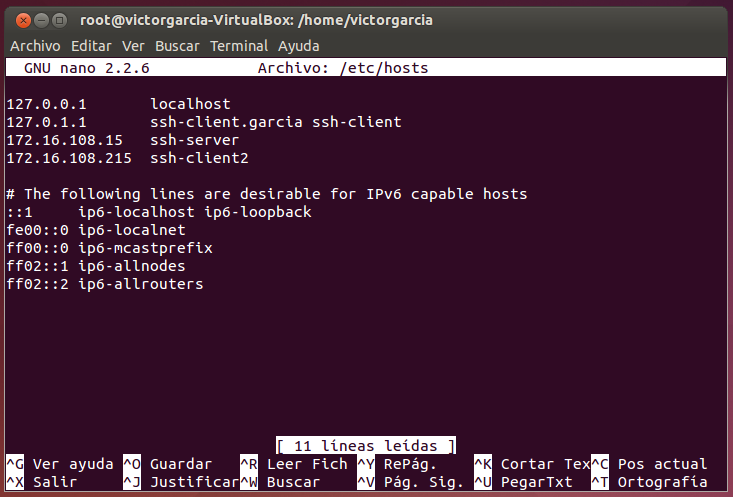 root@victorgarcia-VirtualBox: /home/victorgarcia
Archivo Editar Ver Buscar Terminal Ayuda
GNU nano 2.2.6 Archivo: /etc/hosts
127.0.0.1 localhost
127.0.1.1 ssh-client.garcia ssh-client
172.16.108.15 ssh-server
172.16.108.215 ssh-client2
# The following lines are desirable for IPv6 capable hosts
::1 ip6-localhost ip6-loopback
fe00::0 ip6-localnet
ff00::0 ip6-mcastprefix
ff02::1 ip6-allnodes
ff02::2 ip6-allrouters
[ 11 líneas leídas ]
^G Ver ayuda ^O Guardar ^R Leer Fich ^Y RePág. ^K Cortar Tex ^C Pos actual
^X Salir ^J Justificar ^W Buscar ^V Pág. Sig. ^U PegarTxt ^T Ortografía